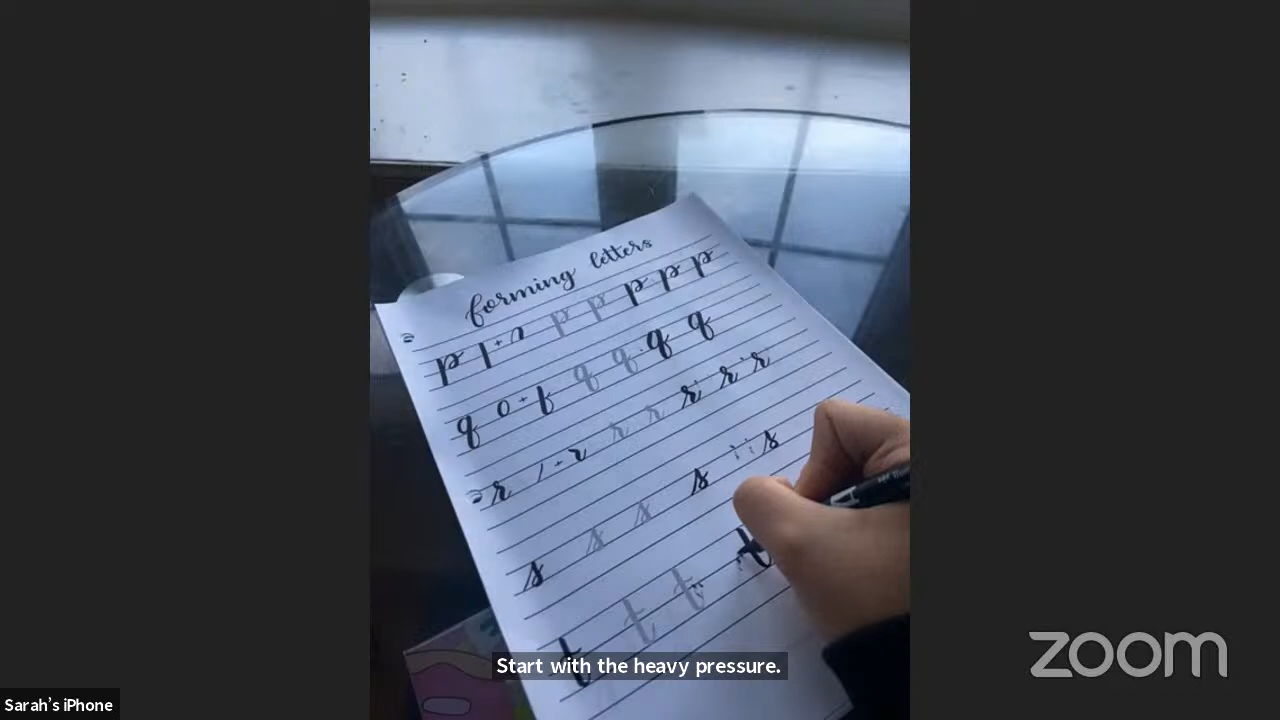 forming letters
p l + n p p p p p
q o + f q q q q
r / + r r r r r r
s s s s s
t t t t
Start with the heavy pressure.
zoom
Sarah's iPhone